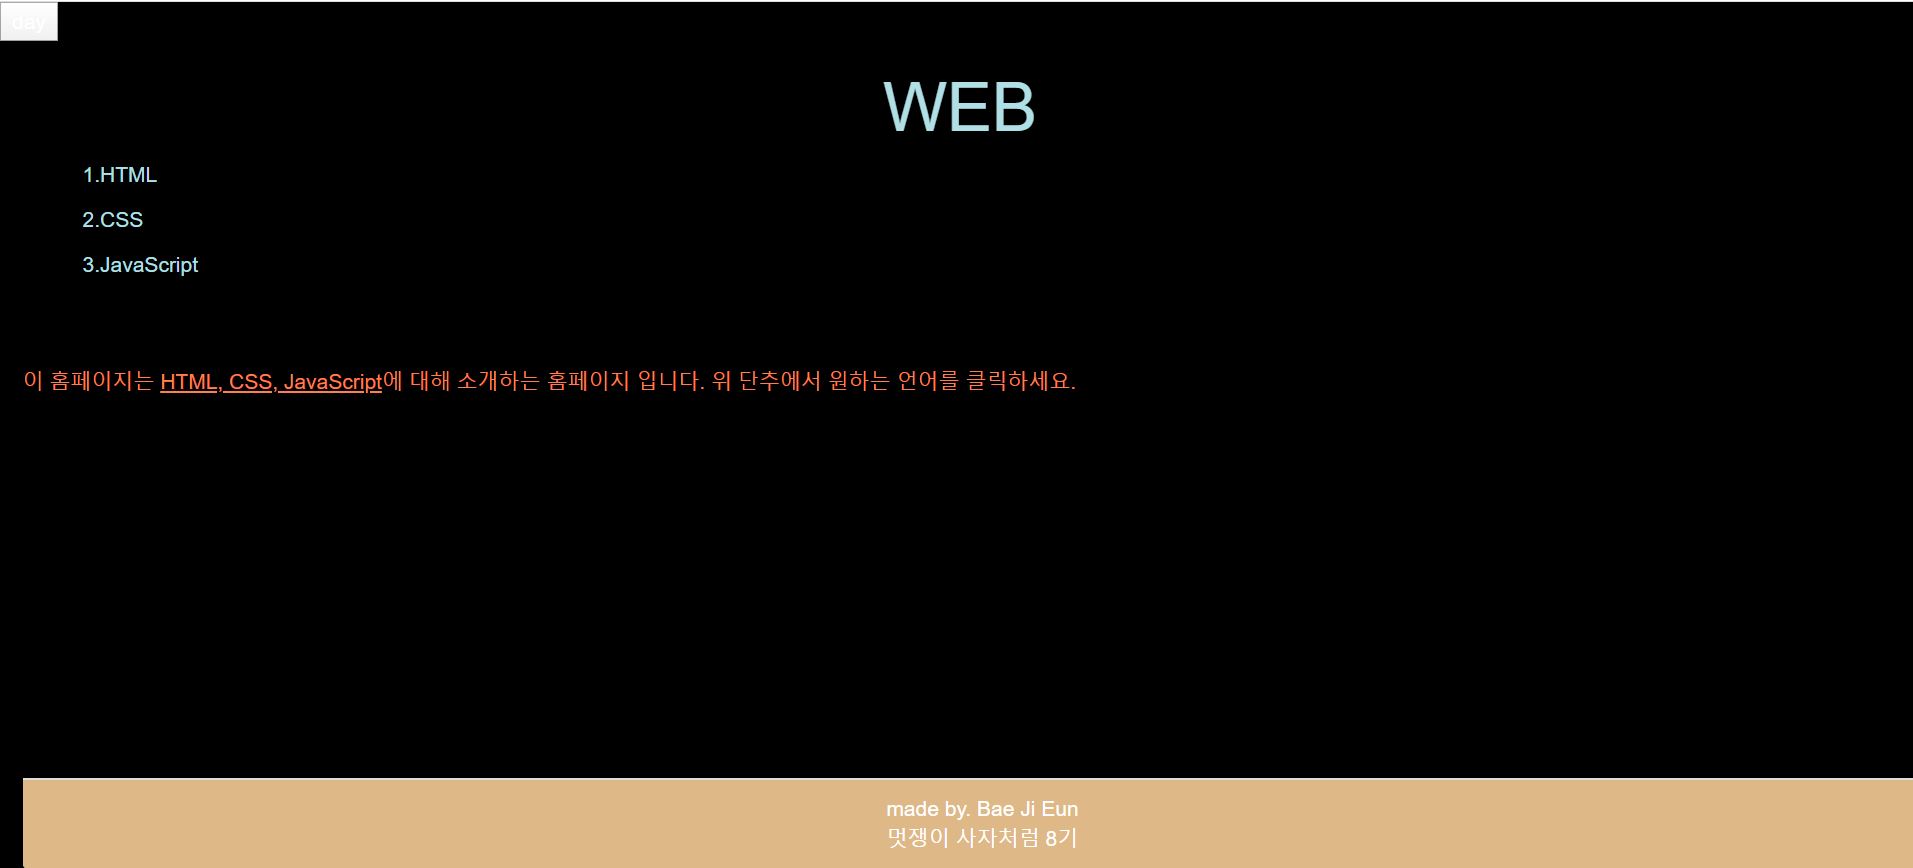 day
WEB
1.HTML
2.CSS
3.JavaScript
이 홈페이지는 HTML, CSS, JavaScript에 대해 소개하는 홈페이지 입니다. 위 단추에서 원하는 언어를 클릭하세요.
made by. Bae Ji Eun
멋쟁이 사자처럼 8기